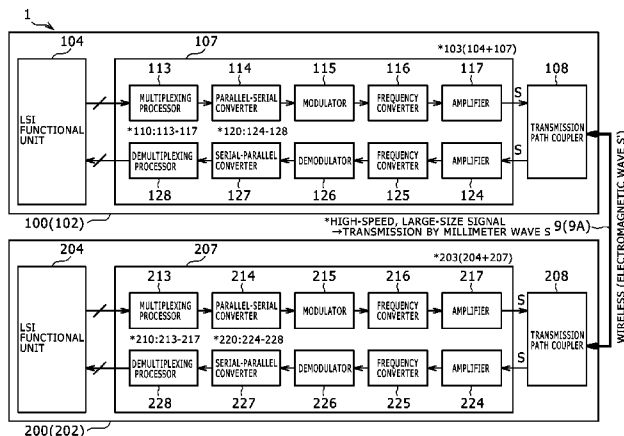 1
104
107
*103(104+107)
113
114
115
116
117
108
LSI FUNCTIONAL UNIT
MULTIPLEXING PROCESSOR
PARALLEL-SERIAL CONVERTER
MODULATOR
FREQUENCY CONVERTER
AMPLIFIER
S
TRANSMISSION PATH COUPLER
*110:113-117
*120:124-128
DEMULTIPLEXING PROCESSOR
SERIAL-PARALLEL CONVERTER
DEMODULATOR
FREQUENCY CONVERTER
AMPLIFIER
S
128
127
126
125
124
100(102)
*HIGH-SPEED, LARGE-SIZE SIGNAL
→TRANSMISSION BY MILLIMETER WAVE S
9(9A)
WIRELESS (ELECTROMAGNETIC WAVE S')
204
207
*203(204+207)
213
214
215
216
217
208
LSI FUNCTIONAL UNIT
MULTIPLEXING PROCESSOR
PARALLEL-SERIAL CONVERTER
MODULATOR
FREQUENCY CONVERTER
AMPLIFIER
S
TRANSMISSION PATH COUPLER
*210:213-217
*220:224-228
DEMULTIPLEXING PROCESSOR
SERIAL-PARALLEL CONVERTER
DEMODULATOR
FREQUENCY CONVERTER
AMPLIFIER
S
228
227
226
225
224
200(202)